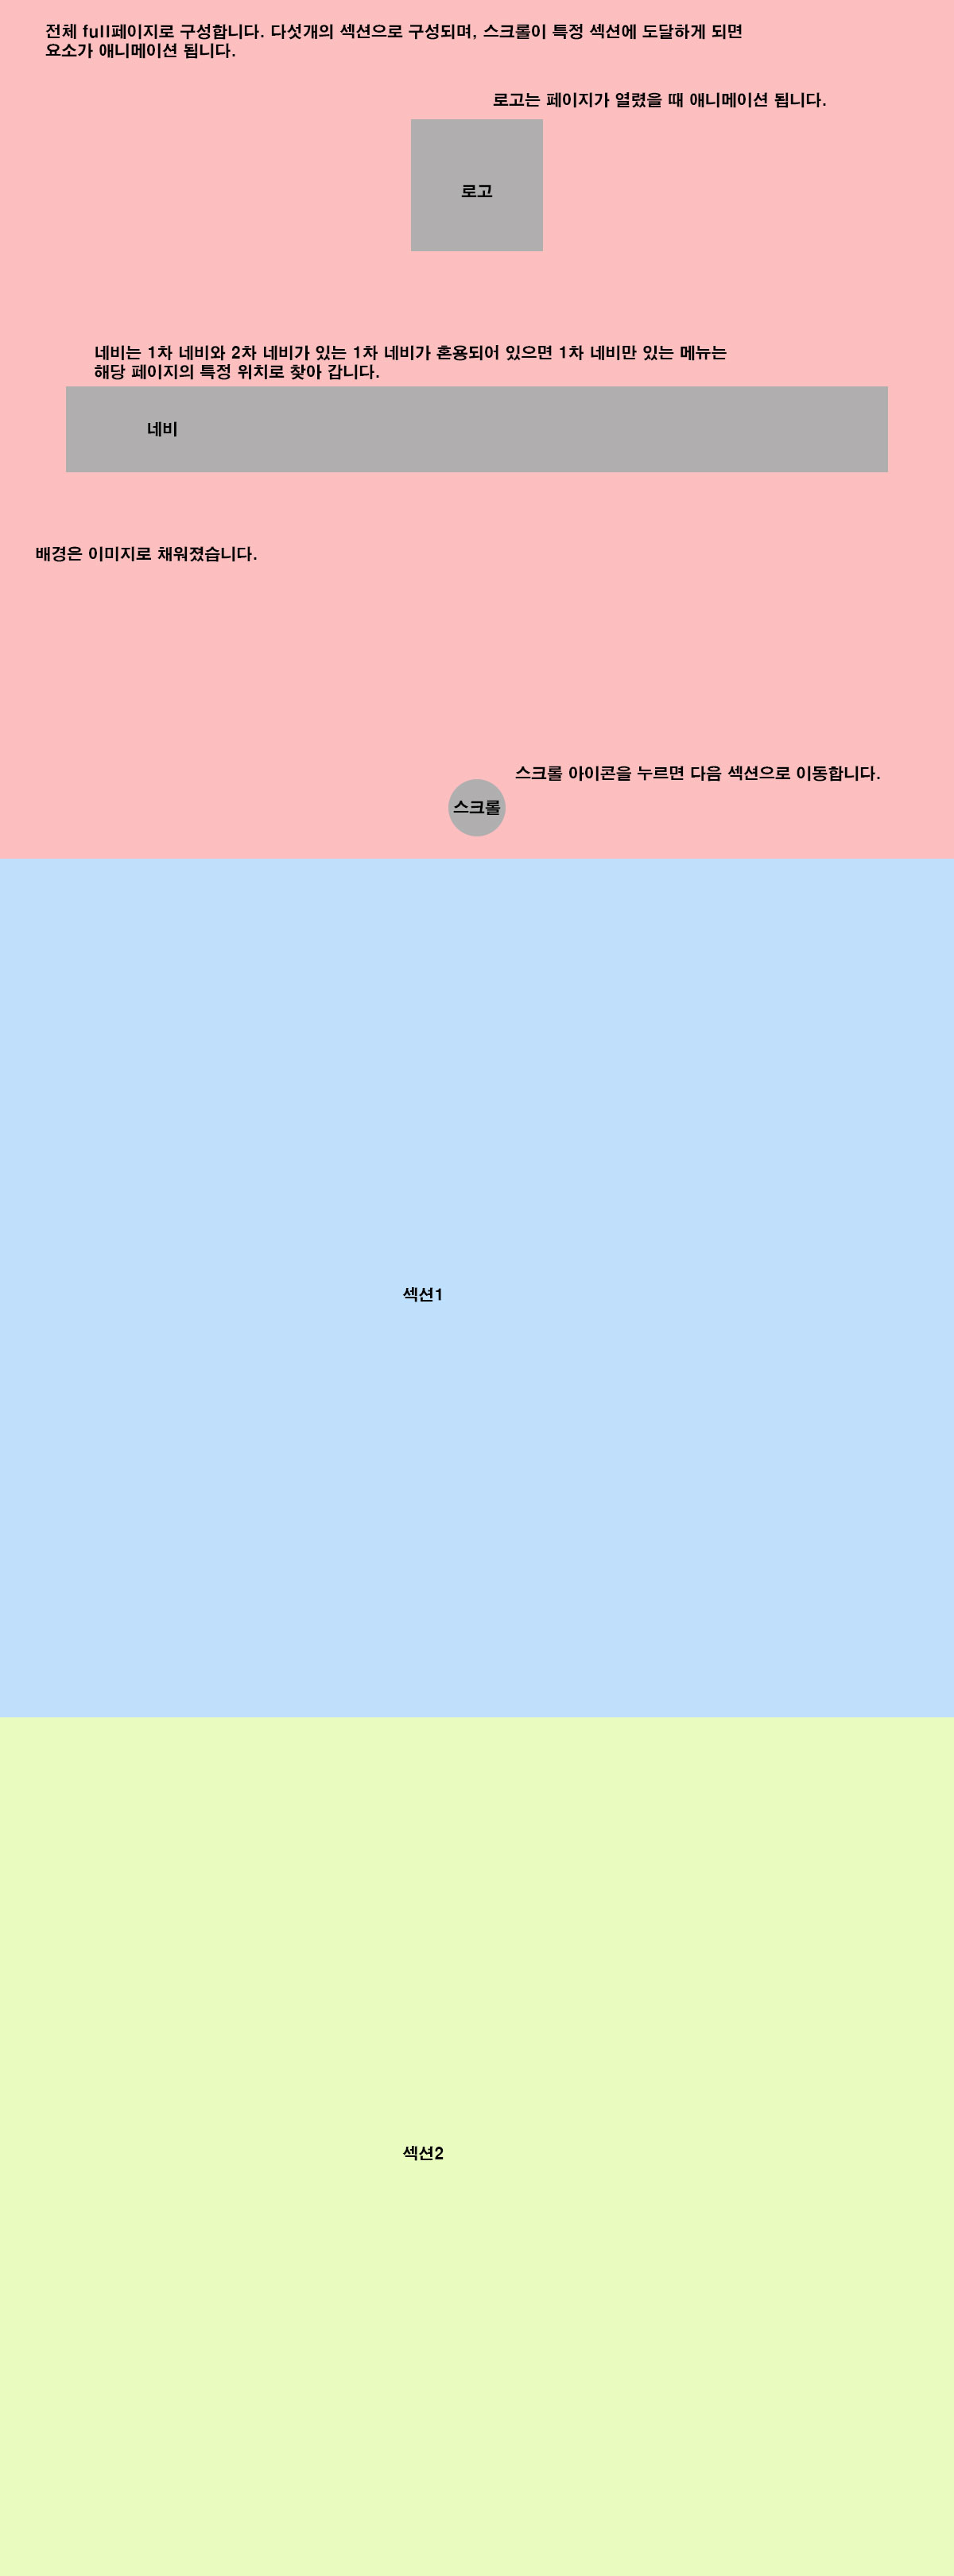 전체 full페이지로 구성합니다. 다섯개의 섹션으로 구성되며, 스크롤이 특정 섹션에 도달하게 되면
요소가 애니메이션 됩니다.
로고는 페이지가 열렸을 때 애니메이션 됩니다.
로고
네비는 1차 네비와 2차 네비가 있는 1차 네비가 혼용되어 있으면 1차 네비만 있는 메뉴는
해당 페이지의 특정 위치로 찾아 갑니다.
네비
배경은 이미지로 채워졌습니다.
스크롤 아이콘을 누르면 다음 섹션으로 이동합니다.
스크롤
섹션1
섹션2